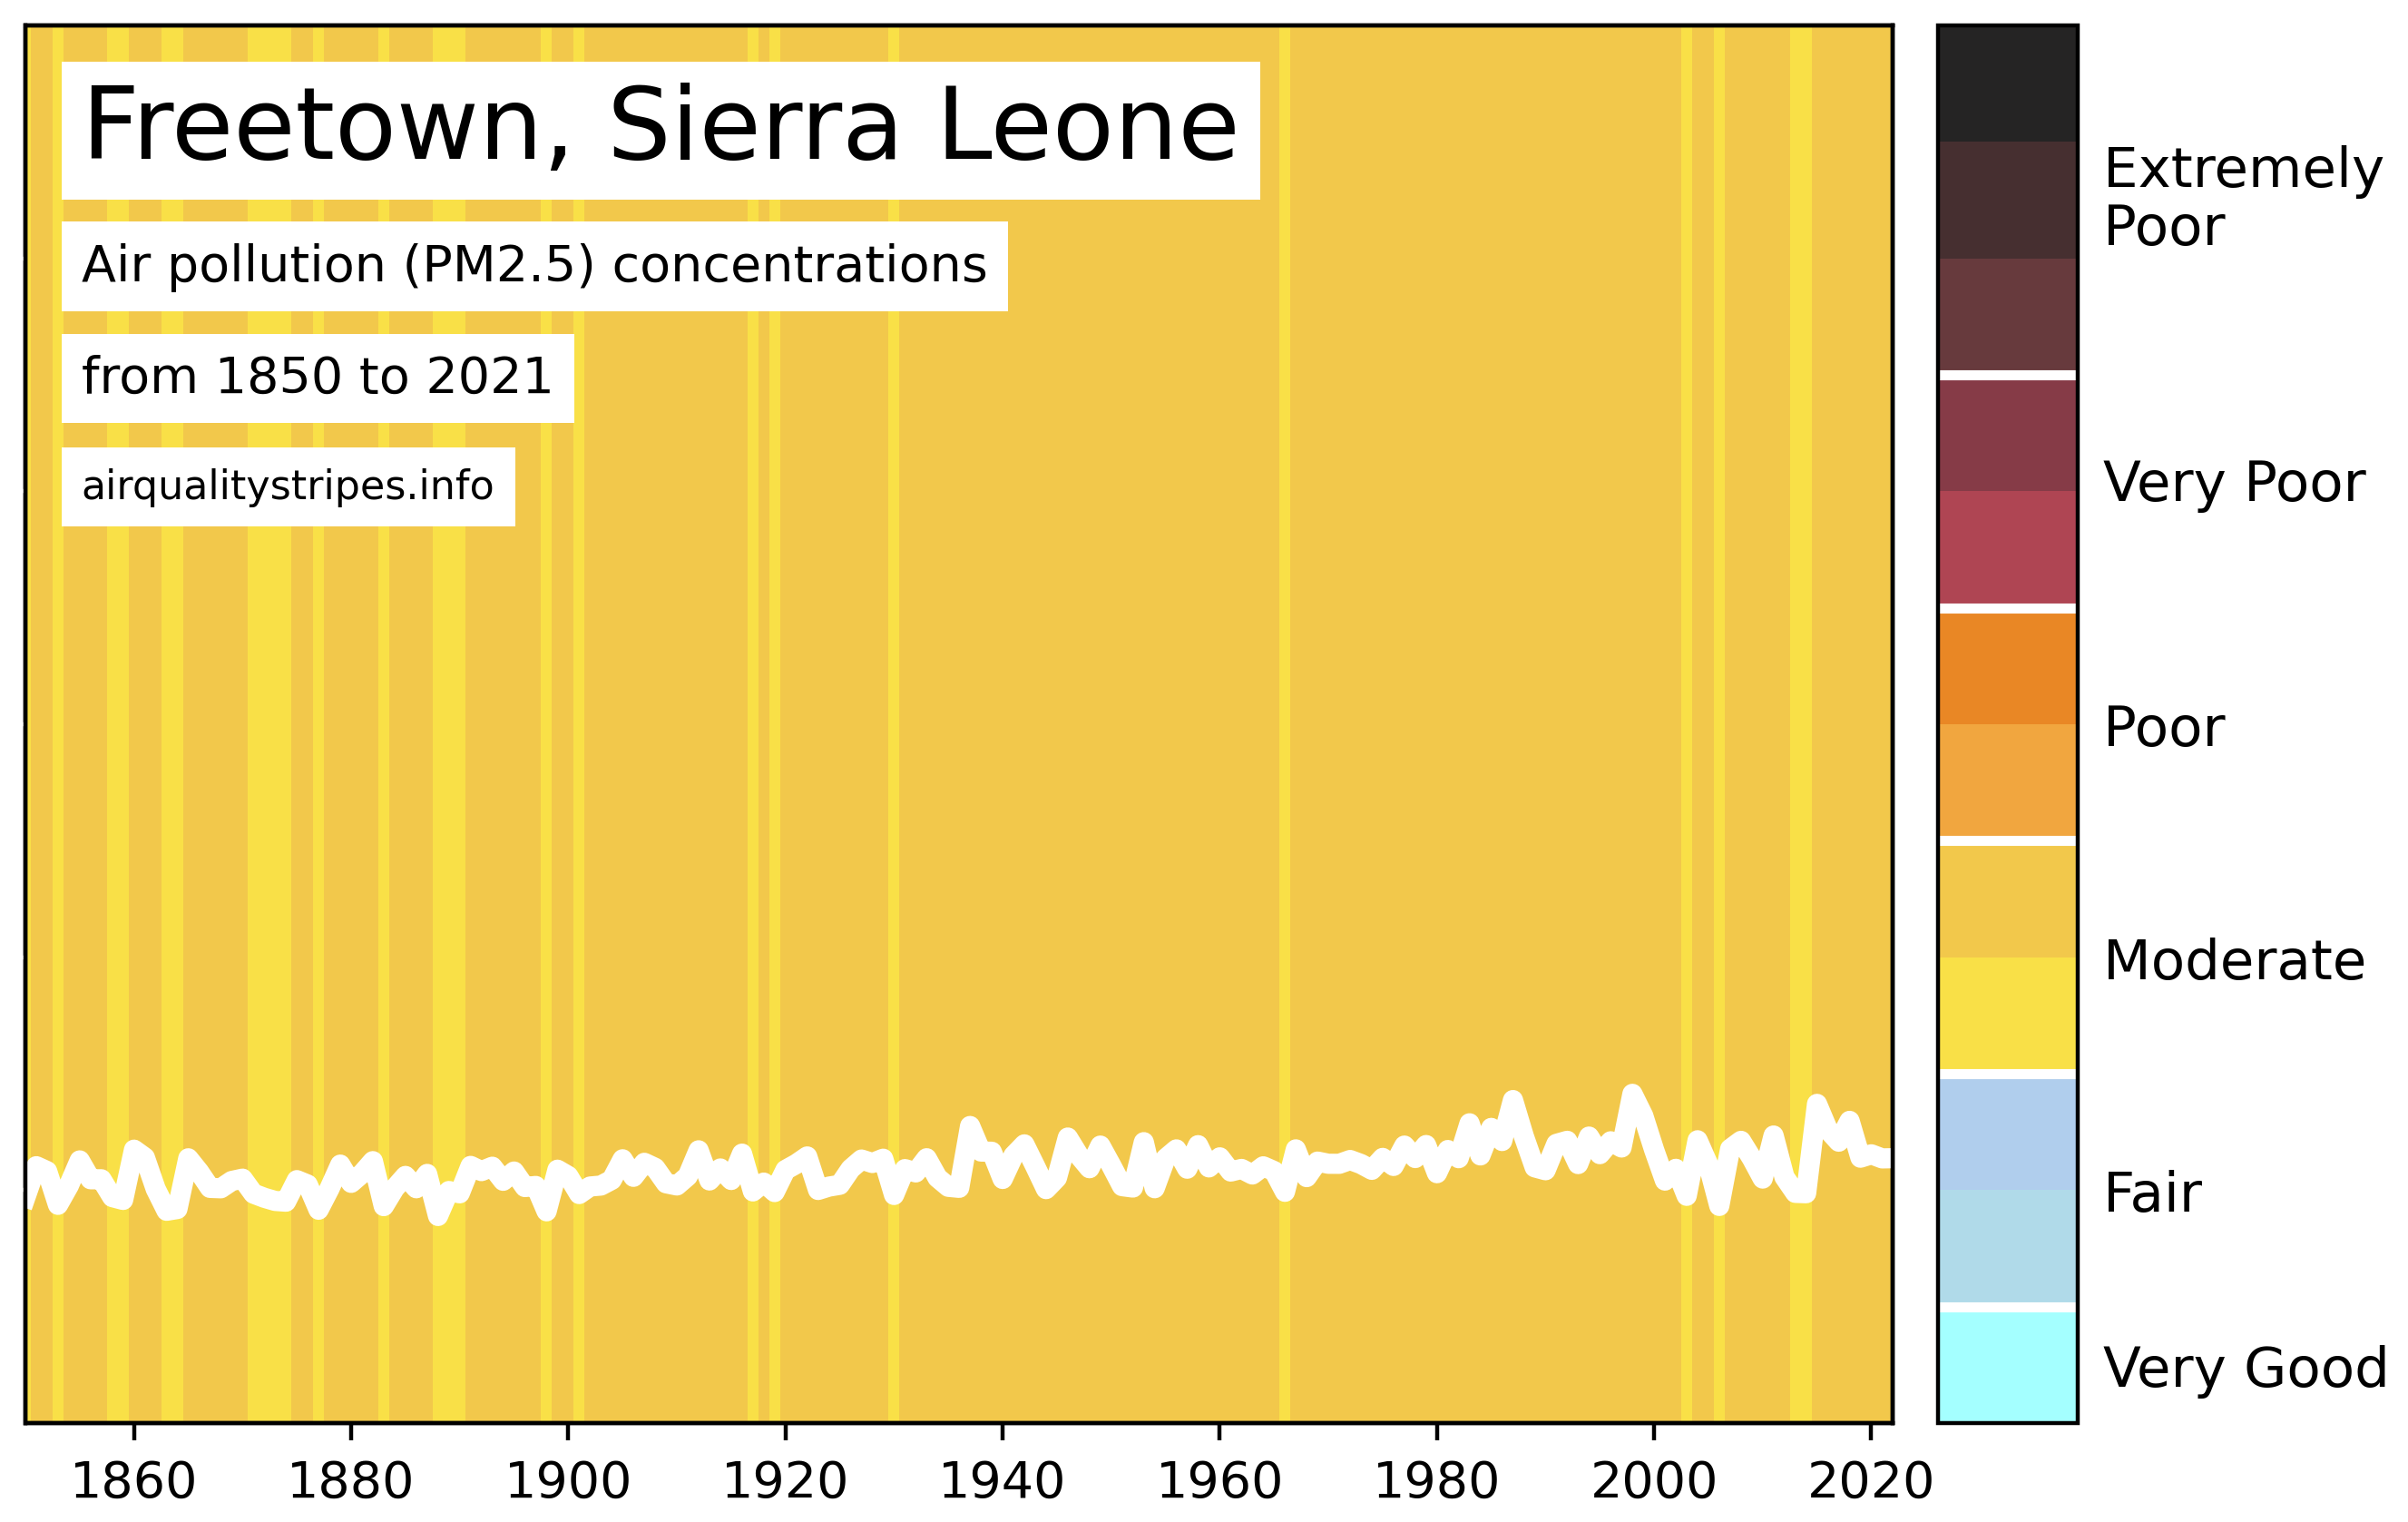 Freetown, Sierra Leone
Air pollution (PM2.5) concentrations
from 1850 to 2021
airqualitystripes.info
Extremely
Poor
Very Poor
Poor
Moderate
Fair
Very Good
1860 1880 1900 1920 1940 1960 1980 2000 2020